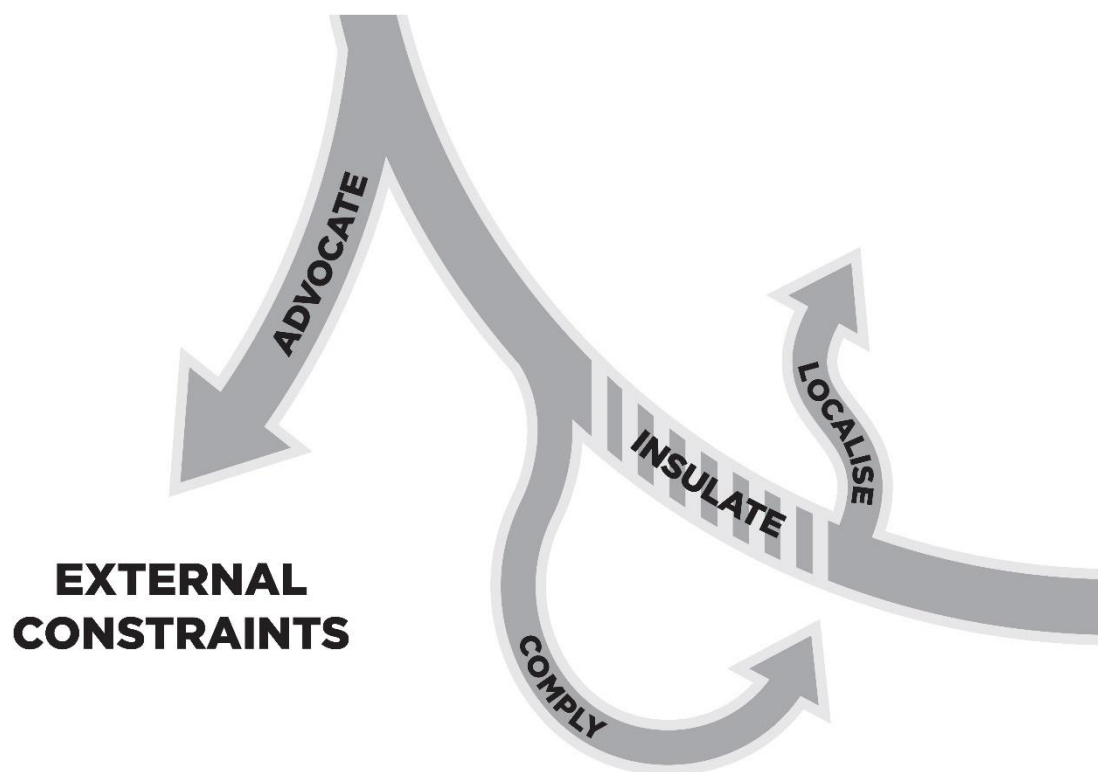 ADVOCATE
LOCALISE
INSULATE
EXTERNAL
CONSTRAINTS
COMPLY